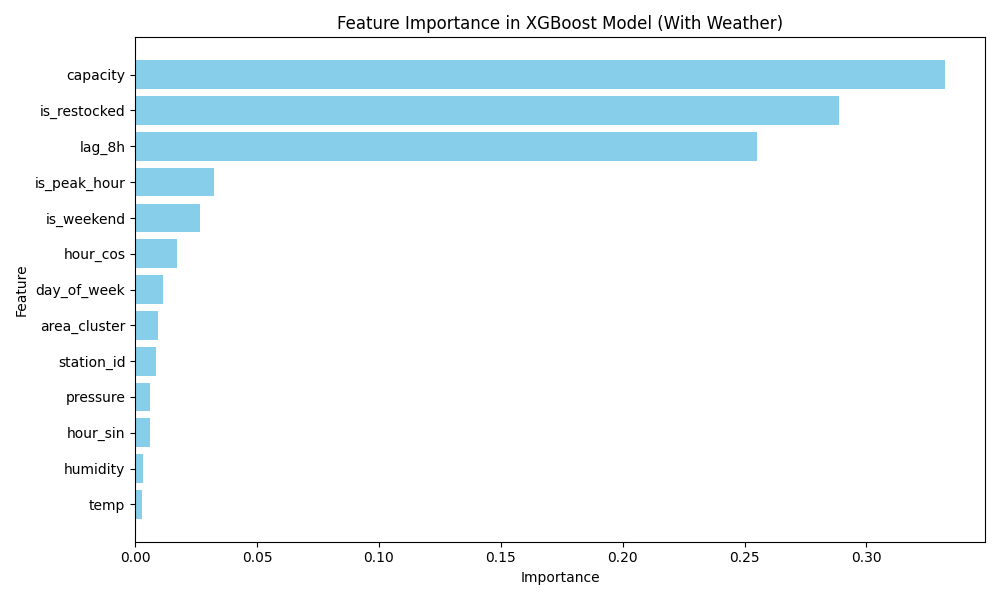 Feature Importance in XGBoost Model (With Weather)
Feature
capacity
is_restocked
lag_8h
is_peak_hour
is_weekend
hour_cos
day_of_week
area_cluster
station_id
pressure
hour_sin
humidity
temp
0.00 0.05 0.10 0.15 0.20 0.25 0.30
Importance